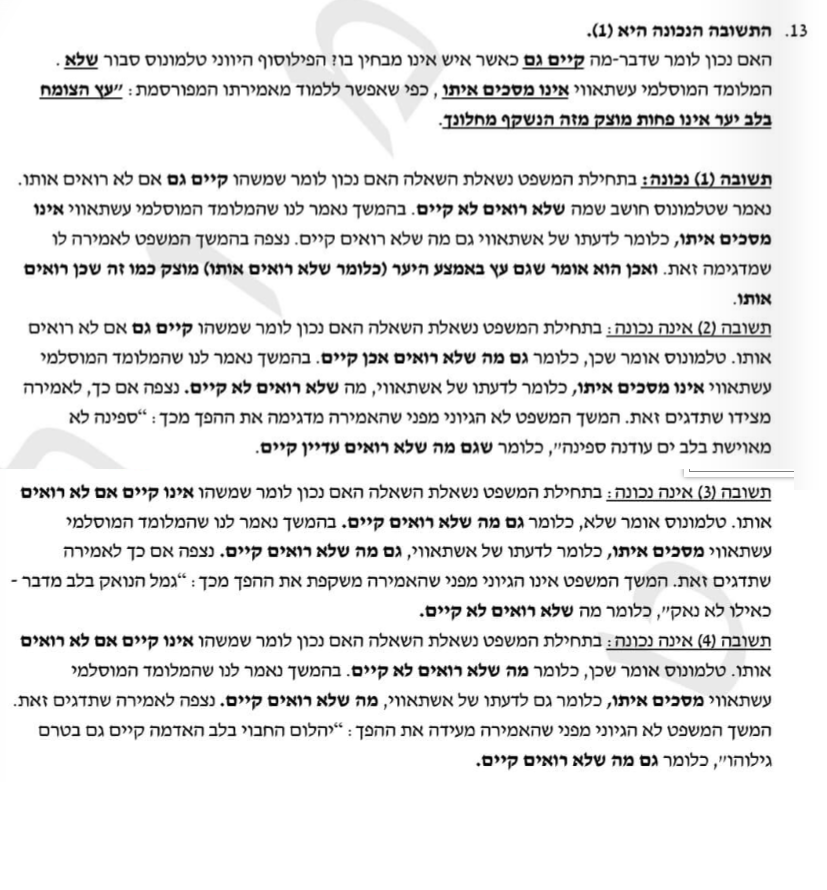 13. התשובה הנכונה היא (1).
האם נכון לומר שדבר-מה קיים גם כאשר איש אינו מבחין בו? הפילוסוף היווני טלמונוס סבור שלא .
המלומד המוסלמי עשתאווי אינו מסכים איתו , כפי שאפשר ללמוד מאמירתו המפורסמת : "עץ הצומח
בלב יער אינו פחות מוצק מזה הנשקף מחלונך.
תשובה (1) נכונה: בתחילת המשפט נשאלת השאלה האם נכון לומר שמשהו קיים גם אם לא רואים אותו.
נאמר שטלמונוס חושב שמה שלא רואים לא קיים. בהמשך נאמר לנו שהמלומד המוסלמי עשתאווי אינו
מסכים איתו, כלומר לדעתו של אשתאווי גם מה שלא רואים קיים. נצפה בהמשך המשפט לאמירה לו
שמדגימה זאת. ואכן הוא אומר שגם עץ באמצע היער (כלומר שלא רואים אותו) מוצק כמו זה שכן רואים
אותו.
תשובה (2) אינה נכונה : בתחילת המשפט נשאלת השאלה האם נכון לומר שמשהו קיים גם אם לא רואים
אותו. טלמונוס אומר שכן, כלומר גם מה שלא רואים אכן קיים. בהמשך נאמר לנו שהמלומד המוסלמי
עשתאווי אינו מסכים איתו, כלומר לדעתו של אשתאווי, מה שלא רואים לא קיים. נצפה אם כך, לאמירה
מצידו שתדגים זאת. המשך המשפט לא הגיוני מפני שהאמירה מדגימה את ההפך מכך : "ספינה לא
מאוישת בלב ים עודנה ספינה", כלומר שגם מה שלא רואים עדיין קיים.
תשובה (3) אינה נכונה : בתחילת המשפט נשאלת השאלה האם נכון לומר שמשהו אינו קיים אם לא רואים
אותו. טלמונוס אומר שלא, כלומר גם מה שלא רואים קיים. בהמשך נאמר לנו שהמלומד המוסלמי
עשתאווי מסכים איתו, כלומר לדעתו של אשתאווי, גם מה שלא רואים קיים. נצפה אם כך לאמירה
שתדגים זאת. המשך המשפט אינו הגיוני מפני שהאמירה משקפת את ההפך מכך : "גמל הנואק בלב מדבר -
כאילו לא נאק", כלומר מה שלא רואים לא קיים.
תשובה (4) אינה נכונה : בתחילת המשפט נשאלת השאלה האם נכון לומר שמשהו אינו קיים אם לא רואים
אותו. טלמונוס אומר שכן, כלומר מה שלא רואים לא קיים. בהמשך נאמר לנו שהמלומד המוסלמי
עשתאווי מסכים איתו, כלומר גם לדעתו של אשתאווי, מה שלא רואים קיים. נצפה לאמירה שתדגים זאת.
המשך המשפט לא הגיוני מפני שהאמירה מעידה את ההפך : "יהלום החבוי בלב האדמה קיים גם בטרם
גילוהו", כלומר גם מה שלא רואים קיים.